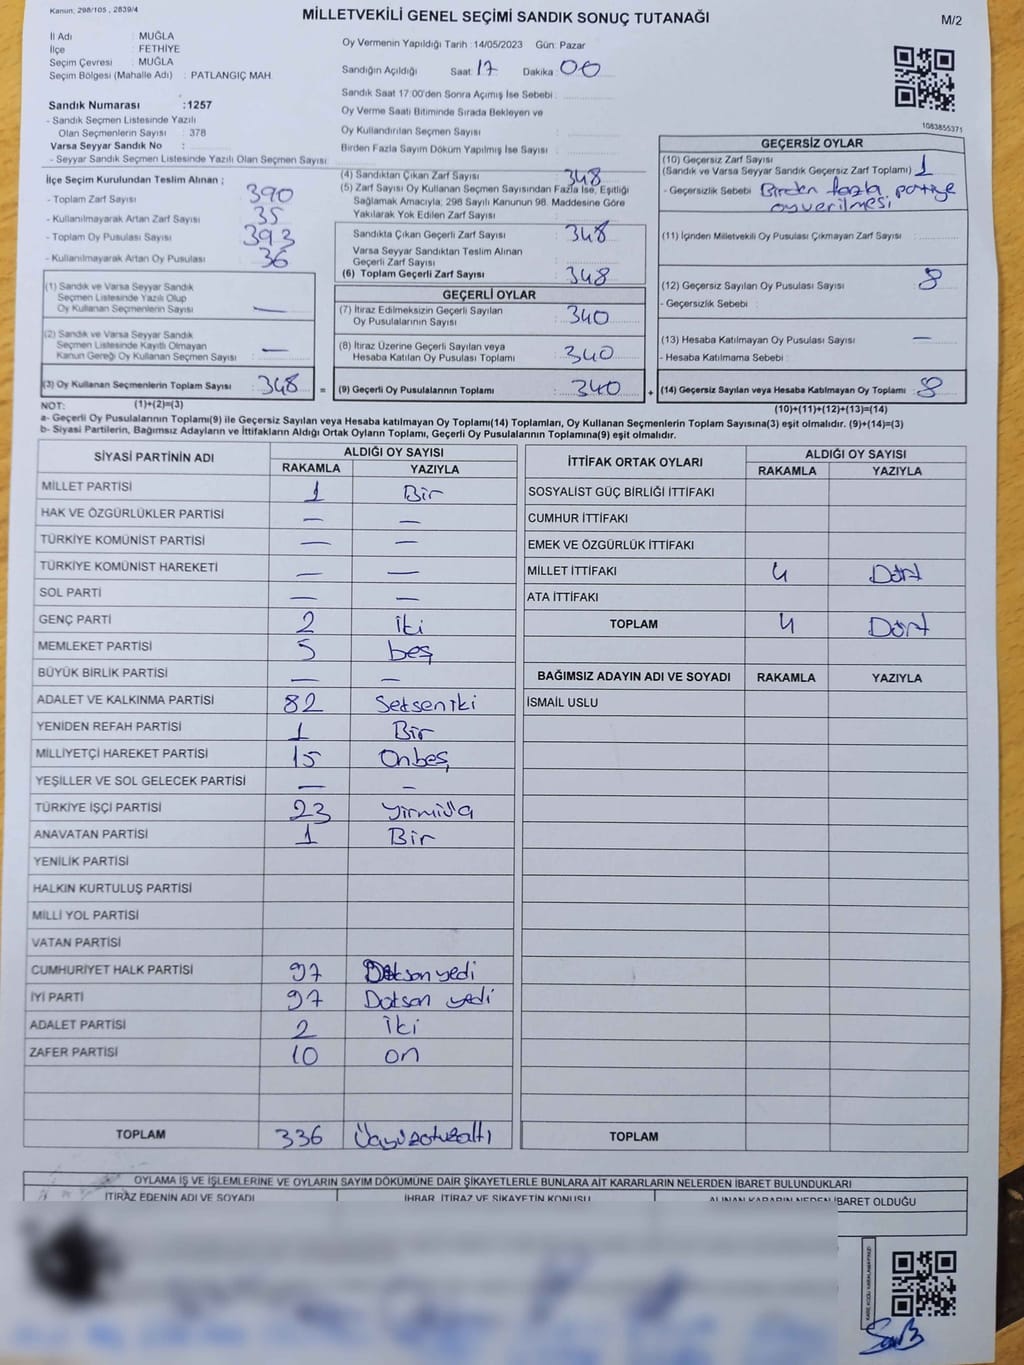 Kanun, 298/105 , 2839/4
MİLLETVEKİLİ GENEL SEÇİMİ SANDIK SONUÇ TUTANAĞI
M/2
İl Adı : MUĞLA
İlçe : FETHİYE
Seçim Çevresi : MUĞLA
Seçim Bölgesi (Mahalle Adı) : PATLANGIÇ MAH.
Sandık Numarası : 1257
- Sandık Seçmen Listesinde Yazılı
Olan Seçmenlerin Sayısı : 378
Varsa Seyyar Sandık No :
- Seyyar Sandık Seçmen Listesinde Yazılı Olan Seçmen Sayısı :
Oy Vermenin Yapıldığı Tarih :14/05/2023 Gün: Pazar
Sandığın Açıldığı Saat: 17 Dakika: 00
Sandık Saat 17:00'den Sonra Açımış İse Sebebi :
Oy Verme Saati Bitiminde Sırada Bekleyen ve
Oy Kullandırılan Seçmen Sayısı :
Birden Fazla Sayım Döküm Yapılmış İse Sayısı :
1083855371
İlçe Seçim Kurulundan Teslim Alınan ;
- Toplam Zarf Sayısı : 390
- Kullanılmayarak Artan Zarf Sayısı : 35
- Toplam Oy Pusulası Sayısı : 393
- Kullanılmayarak Artan Oy Pusulası : 36
(1) Sandık ve Varsa Seyyar Sandık
Seçmen Listesinde Yazılı Olup
Oy Kullanan Seçmenlerin Sayısı : —
(2) Sandık ve Varsa Seyyar Sandık
Seçmen Listesinde Kayıtlı Olmayan
Kanun Gereği Oy Kullanan Seçmen Sayısı : —
(3) Oy Kullanan Seçmenlerin Toplam Sayısı : 348 =
(1)+(2)=(3)
(4) Sandıktan Çıkan Zarf Sayısı : 348
(5) Zarf Sayısı Oy Kullanan Seçmen Sayısından Fazla İse, Eşitliği
Sağlamak Amacıyla; 298 Sayılı Kanunun 98. Maddesine Göre
Yakılarak Yok Edilen Zarf Sayısı :
Sandıkta Çıkan Geçerli Zarf Sayısı : 348
Varsa Seyyar Sandıktan Teslim Alınan
Geçerli Zarf Sayısı :
(6) Toplam Geçerli Zarf Sayısı : 348
GEÇERLİ OYLAR
(7) İtiraz Edilmeksizin Geçerli Sayılan
Oy Pusulalarının Sayısı : 340
(8) İtiraz Üzerine Geçerli Sayılan veya
Hesaba Katılan Oy Pusulası Toplamı : 340
(9) Geçerli Oy Pusulalarının Toplamı : 340 +
GEÇERSİZ OYLAR
(10) Geçersiz Zarf Sayısı
(Sandık ve Varsa Seyyar Sandık Geçersiz Zarf Toplamı) : 1
- Geçersizlik Sebebi : Birden fazla partiye
oy verilmesi
(11) İçinden Milletvekili Oy Pusulası Çıkmayan Zarf Sayısı :
(12) Geçersiz Sayılan Oy Pusulası Sayısı : 8
- Geçersizlik Sebebi :
(13) Hesaba Katılmayan Oy Pusulası Sayısı : —
- Hesaba Katılmama Sebebi :
(14) Geçersiz Sayılan veya Hesaba Katılmayan Oy Toplamı : 8
(10)+(11)+(12)+(13)=(14)
NOT:
a- Geçerli Oy Pusulalarının Toplamı(9) ile Geçersiz Sayılan veya Hesaba katılmayan Oy Toplamı(14) Toplamları, Oy Kullanan Seçmenlerin Toplam Sayısına(3) eşit olmalıdır. (9)+(14)=(3)
b- Siyasi Partilerin, Bağımsız Adayların ve İttifakların Aldığı Ortak Oyların Toplamı, Geçerli Oy Pusulalarının Toplamına(9) eşit olmalıdır.
SİYASİ PARTİNİN ADI ALDIĞI OY SAYISI
RAKAMLA YAZIYLA
MİLLET PARTİSİ 1 Bir
HAK VE ÖZGÜRLÜKLER PARTİSİ — —
TÜRKİYE KOMÜNİST PARTİSİ — —
TÜRKİYE KOMÜNİST HAREKETİ — —
SOL PARTİ — —
GENÇ PARTİ 2 iki
MEMLEKET PARTİSİ 5 beş
BÜYÜK BİRLİK PARTİSİ — —
ADALET VE KALKINMA PARTİSİ 82 Seksen iki
YENİDEN REFAH PARTİSİ 1 Bir
MİLLİYETÇİ HAREKET PARTİSİ 15 Onbeş
YEŞİLLER VE SOL GELECEK PARTİSİ — —
TÜRKİYE İŞÇİ PARTİSİ 23
ANAVATAN PARTİSİ 1 Bir
YENİLİK PARTİSİ
HALKIN KURTULUŞ PARTİSİ
MİLLİ YOL PARTİSİ
VATAN PARTİSİ
CUMHURİYET HALK PARTİSİ 97 Doksan yedi
İYİ PARTİ 97 Doksan yedi
ADALET PARTİSİ 2 iki
ZAFER PARTİSİ 10 on
TOPLAM 336 Üçyüzotuzaltı
İTTİFAK ORTAK OYLARI ALDIĞI OY SAYISI
RAKAMLA YAZIYLA
SOSYALİST GÜÇ BİRLİĞİ İTTİFAKI
CUMHUR İTTİFAKI
EMEK VE ÖZGÜRLÜK İTTİFAKI
MİLLET İTTİFAKI 4 Dört
ATA İTTİFAKI
TOPLAM 4 Dört
BAĞIMSIZ ADAYIN ADI VE SOYADI RAKAMLA YAZIYLA
İSMAİL USLU
TOPLAM
OYLAMA İŞ VE İŞLEMLERİNE VE OYLARIN SAYIM DÖKÜMÜNE DAİR ŞİKAYETLERLE BUNLARA AİT KARARLARIN NELERDEN İBARET BULUNDUKLARI
İTİRAZ EDENİN ADI VE SOYADI İHBAR, İTİRAZ VE ŞİKAYETİN KONUSU ALINAN KARARIN NEDEN İBARET OLDUĞU